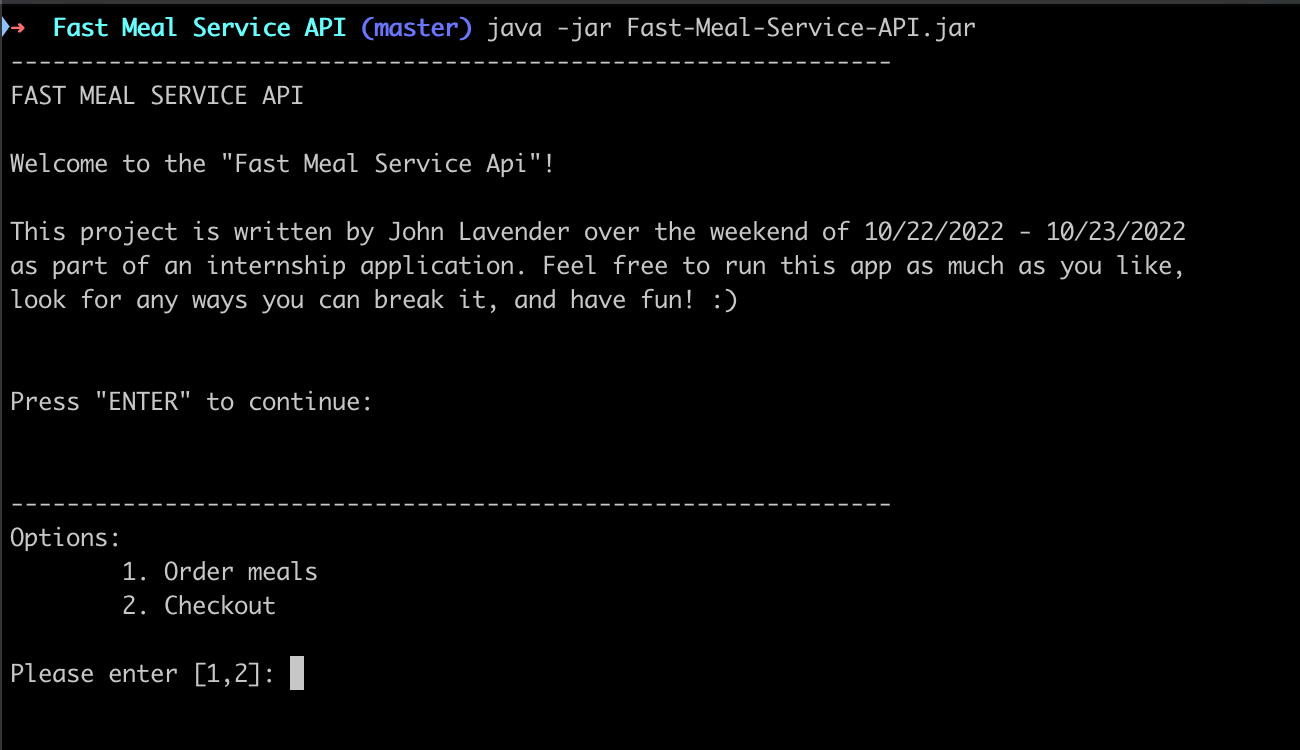 ➜  Fast Meal Service API (master) java -jar Fast-Meal-Service-API.jar
---------------------------------------------------------------
FAST MEAL SERVICE API
Welcome to the "Fast Meal Service Api"!
This project is written by John Lavender over the weekend of 10/22/2022 - 10/23/2022
as part of an internship application. Feel free to run this app as much as you like,
look for any ways you can break it, and have fun! :)
Press "ENTER" to continue:
---------------------------------------------------------------
Options:
1. Order meals
2. Checkout
Please enter [1,2]: